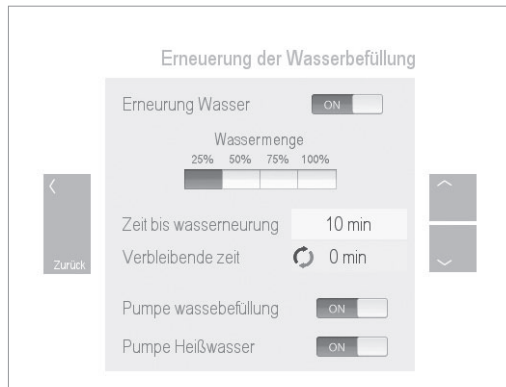 Erneuerung der Wasserbefüllung
Erneurung Wasser ON
Wassermenge
25% 50% 75% 100%
Zeit bis wasserneurung 10 min
Verbleibende zeit 0 min
Zurück
Pumpe wassebefüllung ON
Pumpe Heißwasser ON